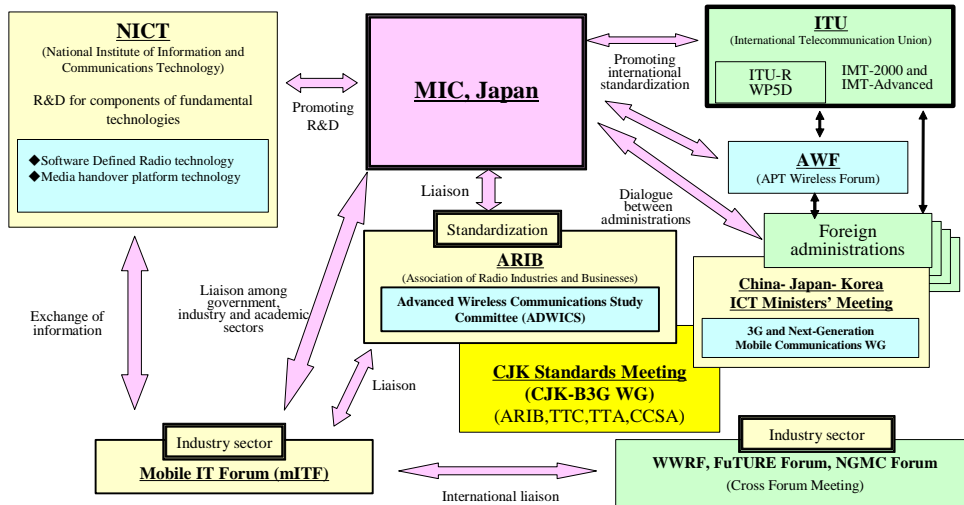 NICT
(National Institute of Information and
Communications Technology)
R&D for components of fundamental
technologies
◆Software Defined Radio technology
◆Media handover platform technology
Promoting
R&D
MIC, Japan
Promoting
international
standardization
ITU
(International Telecommunication Union)
ITU-R
WP5D
IMT-2000 and
IMT-Advanced
AWF
(APT Wireless Forum)
Liaison
Dialogue
between
administrations
Foreign
administrations
Standardization
ARIB
(Association of Radio Industries and Businesses)
Advanced Wireless Communications Study
Committee (ADWICS)
China- Japan- Korea
ICT Ministers' Meeting
3G and Next-Generation
Mobile Communications WG
Exchange of
information
Liaison among
government,
industry and academic
sectors
Liaison
CJK Standards Meeting
(CJK-B3G WG)
(ARIB,TTC,TTA,CCSA)
Industry sector
Mobile IT Forum (mITF)
International liaison
Industry sector
WWRF, FuTURE Forum, NGMC Forum
(Cross Forum Meeting)